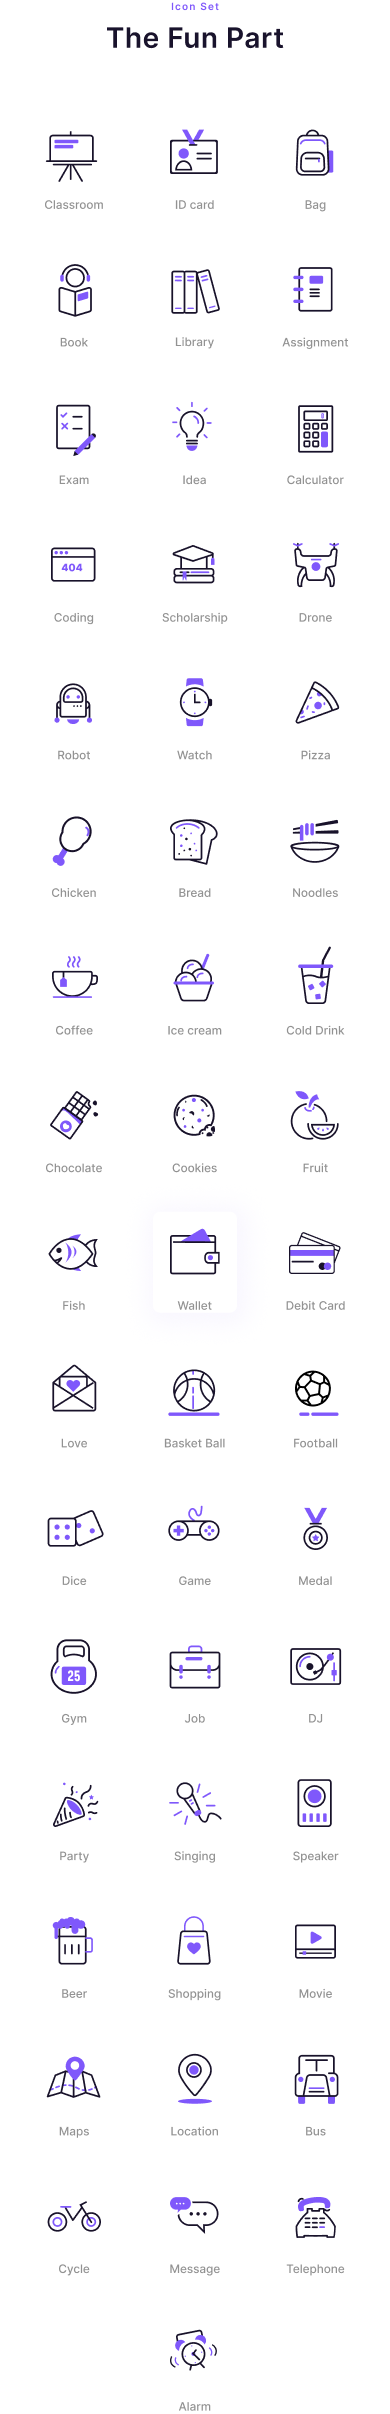 Icon Set
The Fun Part
Classroom
ID card
Bag
Book
Library
Assignment
Exam
Idea
Calculator
404
Coding
Scholarship
Drone
Robot
Watch
Pizza
Chicken
Bread
Noodles
Coffee
Ice cream
Cold Drink
Chocolate
Cookies
Fruit
Fish
Wallet
Debit Card
Love
Basket Ball
Football
Dice
Game
Medal
25
Gym
Job
DJ
Party
Singing
Speaker
Beer
Shopping
Movie
Maps
Location
Bus
Cycle
Message
Telephone
Alarm